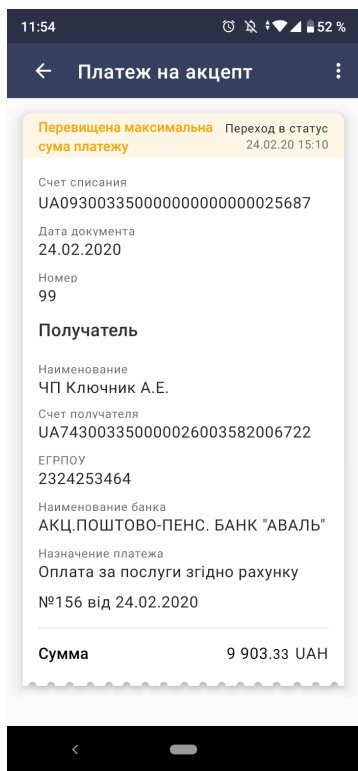 11:54
52 %
Платеж на акцепт
Перевищена максимальна Переход в статус
сума платежу 24.02.20 15:10
Счет списания
UA093003350000000000000025687
Дата документа
24.02.2020
Номер
99
Получатель
Наименование
ЧП Ключник А.Е.
Счет получателя
UA743003350000026003582006722
ЕГРПОУ
2324253464
Наименование банка
АКЦ.ПОШТОВО-ПЕНС. БАНК "АВАЛЬ"
Назначение платежа
Оплата за послуги згідно рахунку
№156 від 24.02.2020
Сумма 9 903.33 UAH